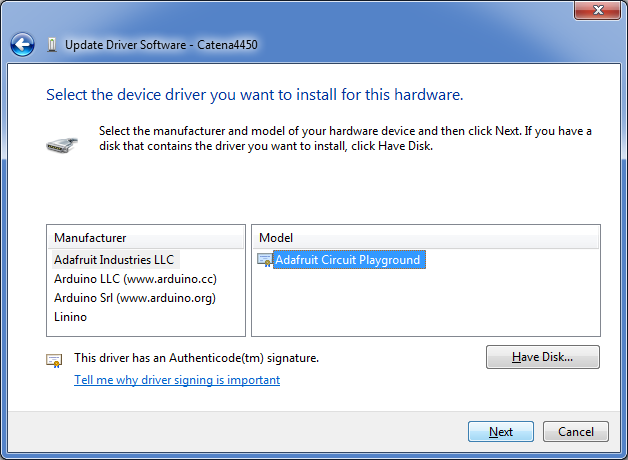 Update Driver Software - Catena4450
Select the device driver you want to install for this hardware.
Select the manufacturer and model of your hardware device and then click Next. If you have a
disk that contains the driver you want to install, click Have Disk.
Manufacturer
Adafruit Industries LLC
Arduino LLC (www.arduino.cc)
Arduino Srl (www.arduino.org)
Linino
Model
Adafruit Circuit Playground
This driver has an Authenticode(tm) signature.
Tell me why driver signing is important
Have Disk...
Next
Cancel